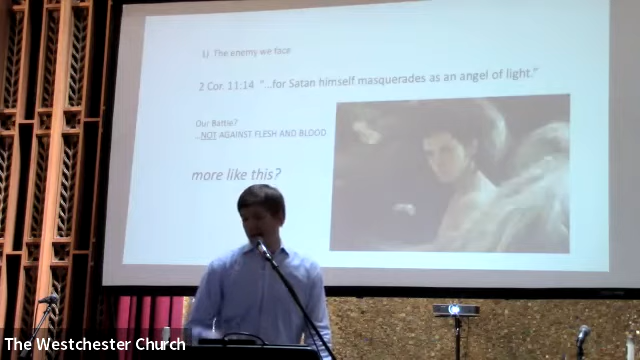 1) The enemy we face
2 Cor. 11:14 "...for Satan himself masquerades as an angel of light."
Our Battle?
...NOT AGAINST FLESH AND BLOOD
more like this?
The Westchester Church